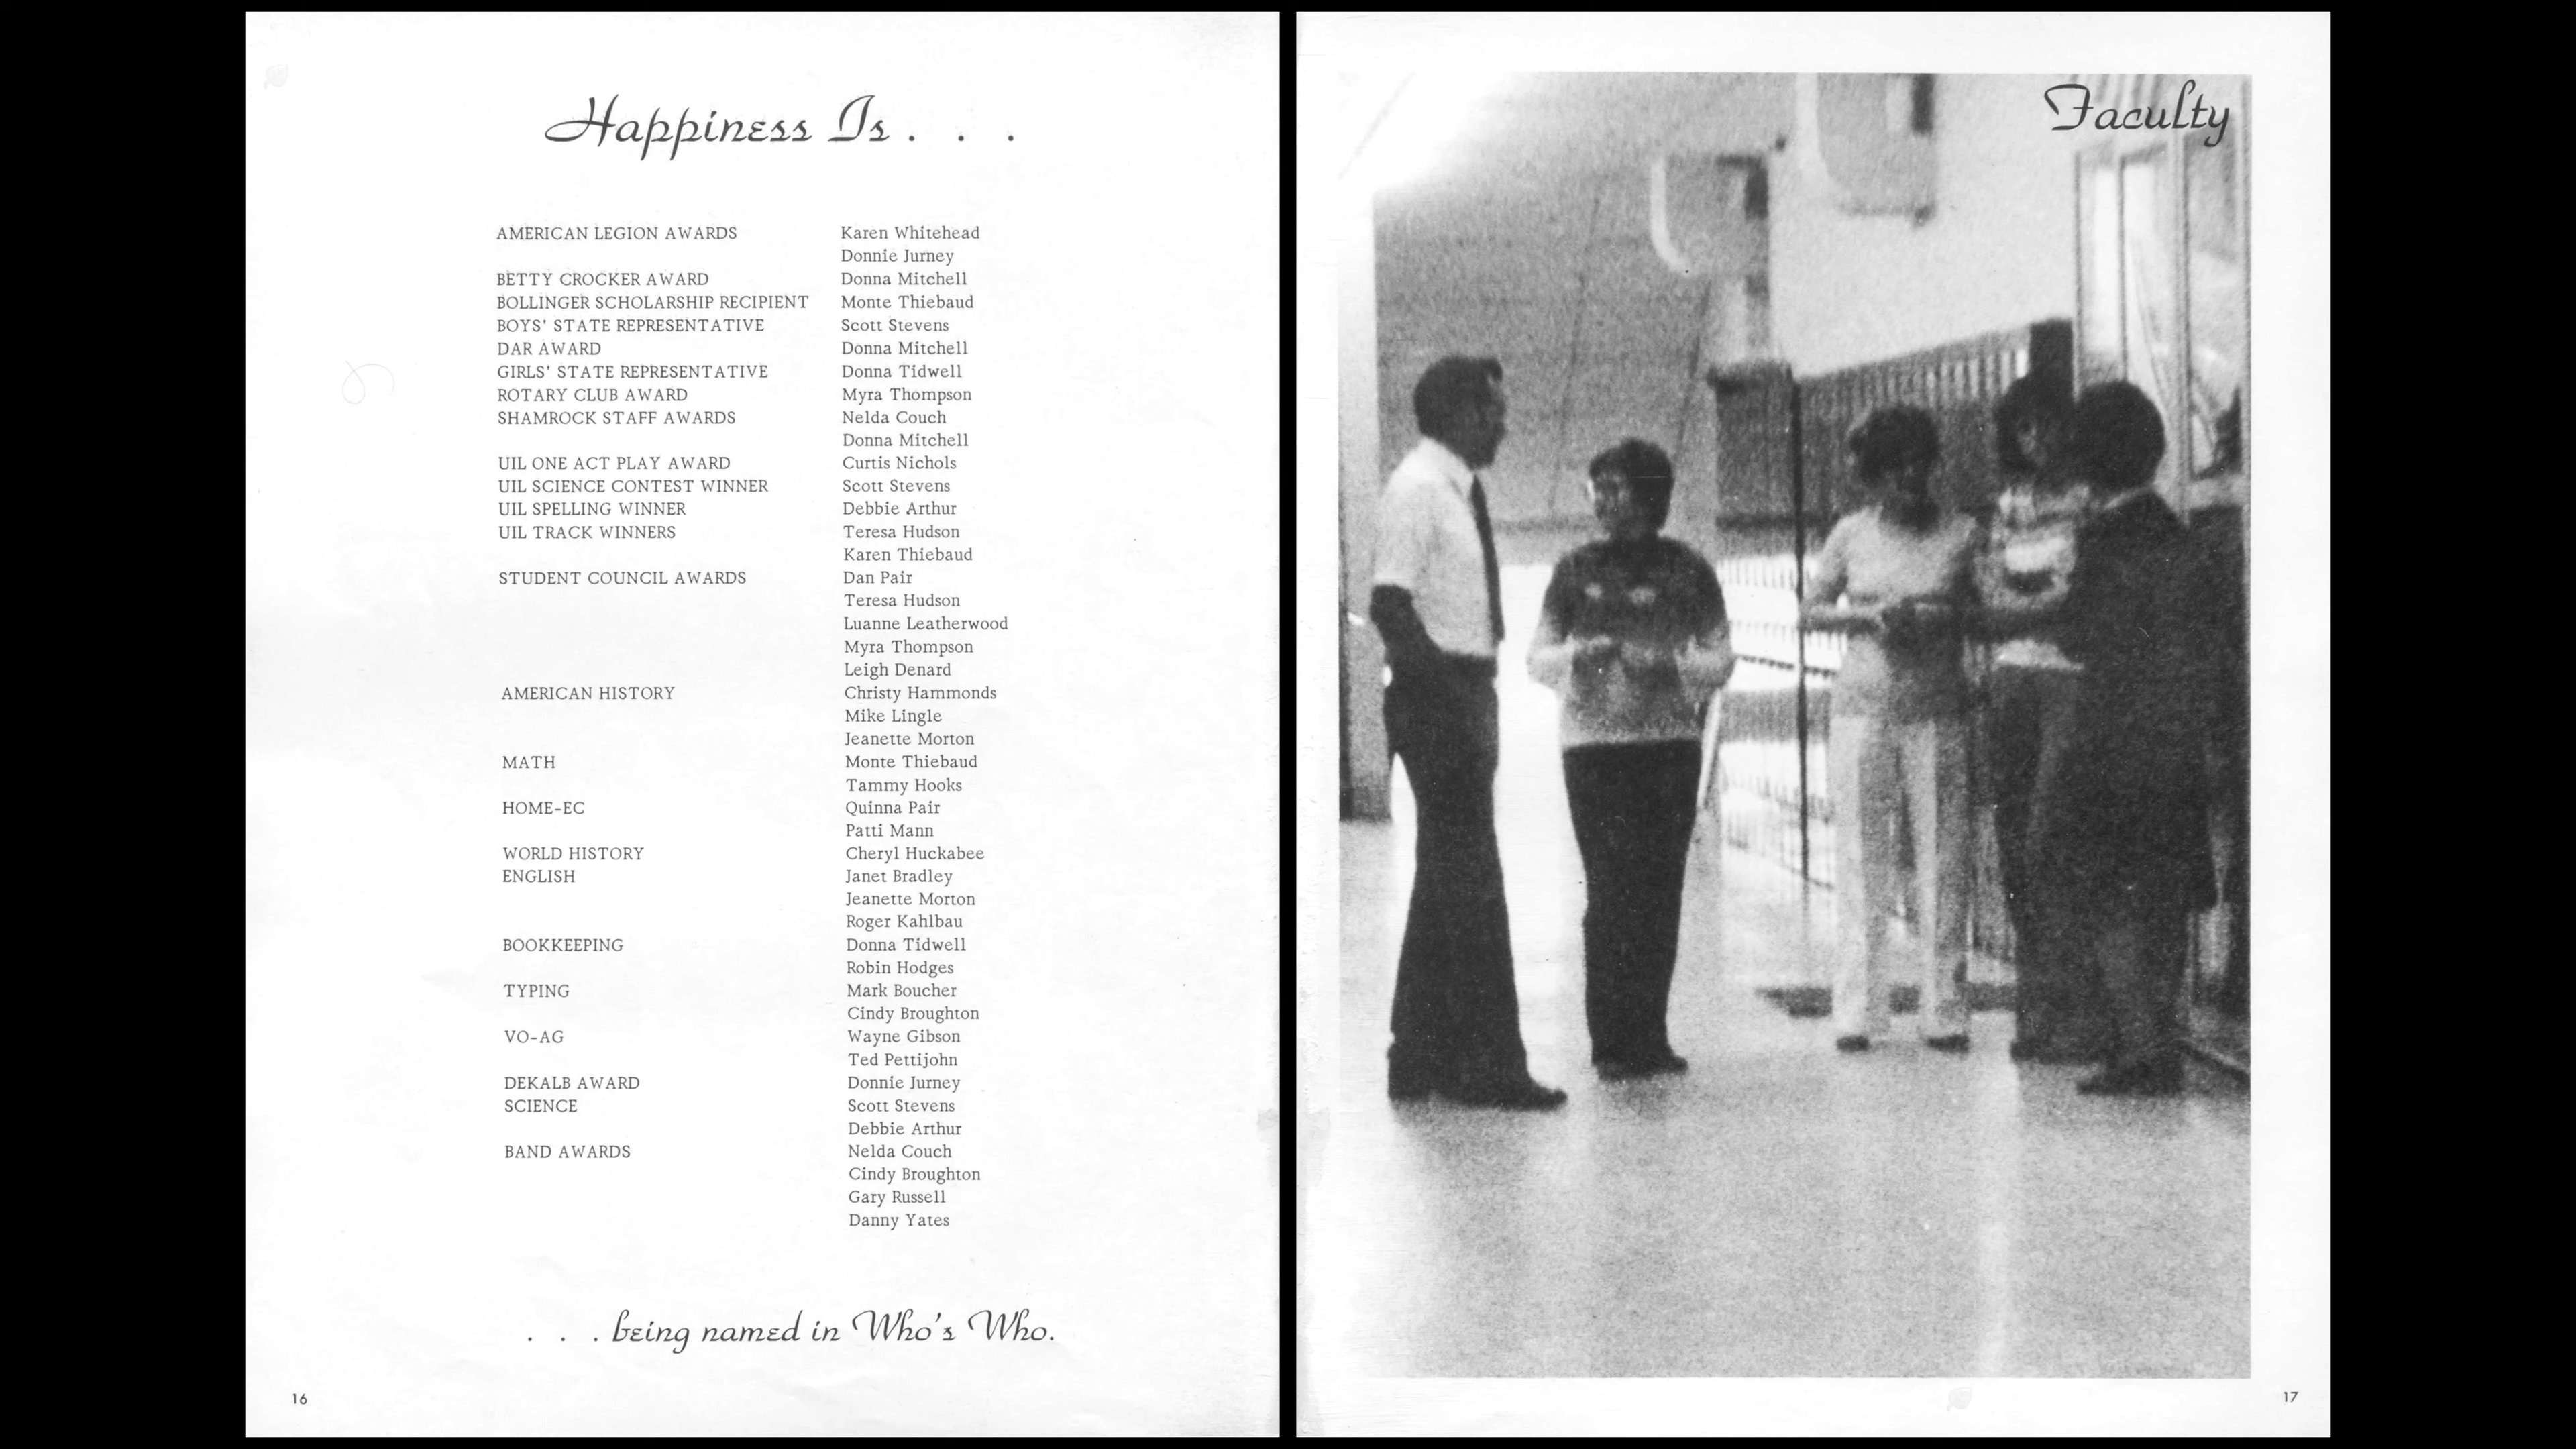 Happiness Is . . .
AMERICAN LEGION AWARDS Karen Whitehead
Donnie Jurney
BETTY CROCKER AWARD Donna Mitchell
BOLLINGER SCHOLARSHIP RECIPIENT Monte Thiebaud
BOYS' STATE REPRESENTATIVE Scott Stevens
DAR AWARD Donna Mitchell
GIRLS' STATE REPRESENTATIVE Donna Tidwell
ROTARY CLUB AWARD Myra Thompson
SHAMROCK STAFF AWARDS Nelda Couch
Donna Mitchell
UIL ONE ACT PLAY AWARD Curtis Nichols
UIL SCIENCE CONTEST WINNER Scott Stevens
UIL SPELLING WINNER Debbie Arthur
UIL TRACK WINNERS Teresa Hudson
Karen Thiebaud
STUDENT COUNCIL AWARDS Dan Pair
Teresa Hudson
Luanne Leatherwood
Myra Thompson
Leigh Denard
AMERICAN HISTORY Christy Hammonds
Mike Lingle
Jeanette Morton
MATH Monte Thiebaud
Tammy Hooks
HOME-EC Quinna Pair
Patti Mann
WORLD HISTORY Cheryl Huckabee
ENGLISH Janet Bradley
Jeanette Morton
Roger Kahlbau
BOOKKEEPING Donna Tidwell
Robin Hodges
TYPING Mark Boucher
Cindy Broughton
VO-AG Wayne Gibson
Ted Pettijohn
DEKALB AWARD Donnie Jurney
SCIENCE Scott Stevens
Debbie Arthur
BAND AWARDS Nelda Couch
Cindy Broughton
Gary Russell
Danny Yates
. . . being named in Who's Who.
16
Faculty
17